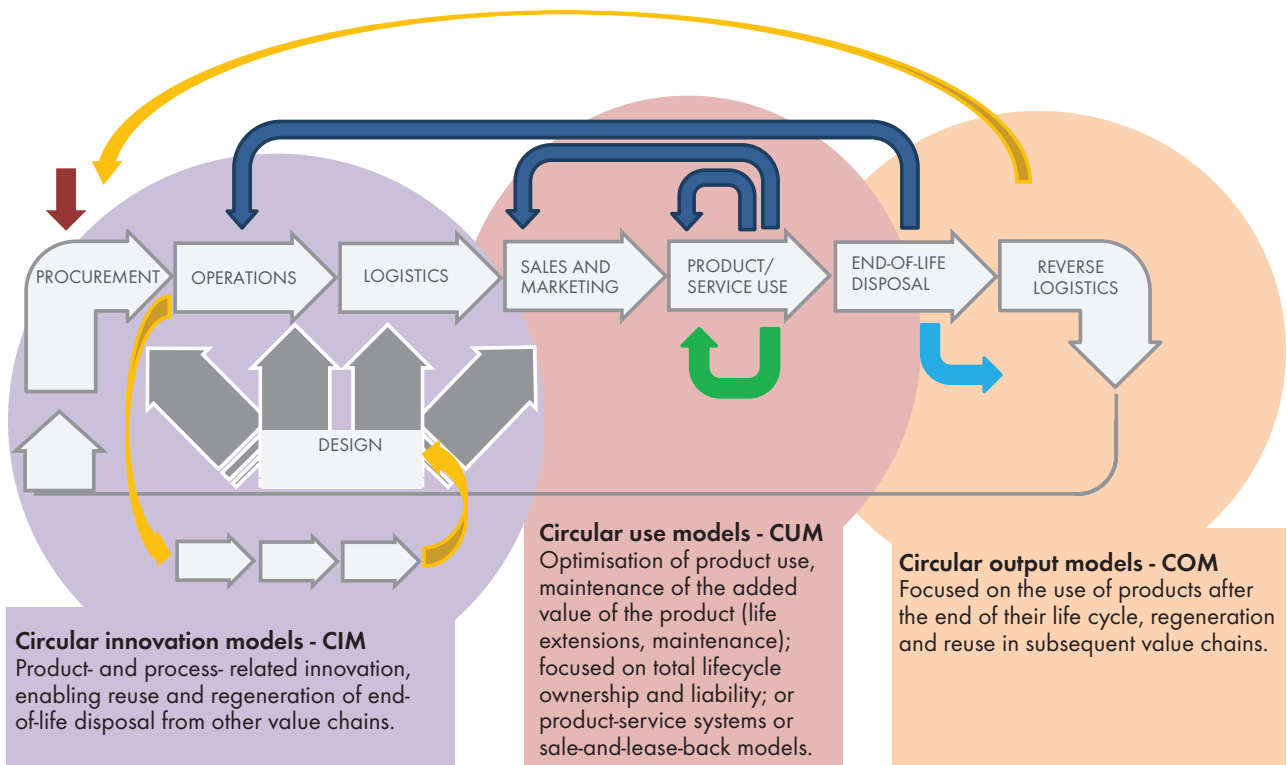 PROCUREMENT
OPERATIONS
LOGISTICS
SALES AND
MARKETING
PRODUCT/
SERVICE USE
END-OF-LIFE
DISPOSAL
REVERSE
LOGISTICS
DESIGN
Circular innovation models - CIM
Product- and process- related innovation,
enabling reuse and regeneration of end-
of-life disposal from other value chains.
Circular use models - CUM
Optimisation of product use,
maintenance of the added
value of the product (life
extensions, maintenance);
focused on total lifecycle
ownership and liability; or
product-service systems or
sale-and-lease-back models.
Circular output models - COM
Focused on the use of products after
the end of their life cycle, regeneration
and reuse in subsequent value chains.